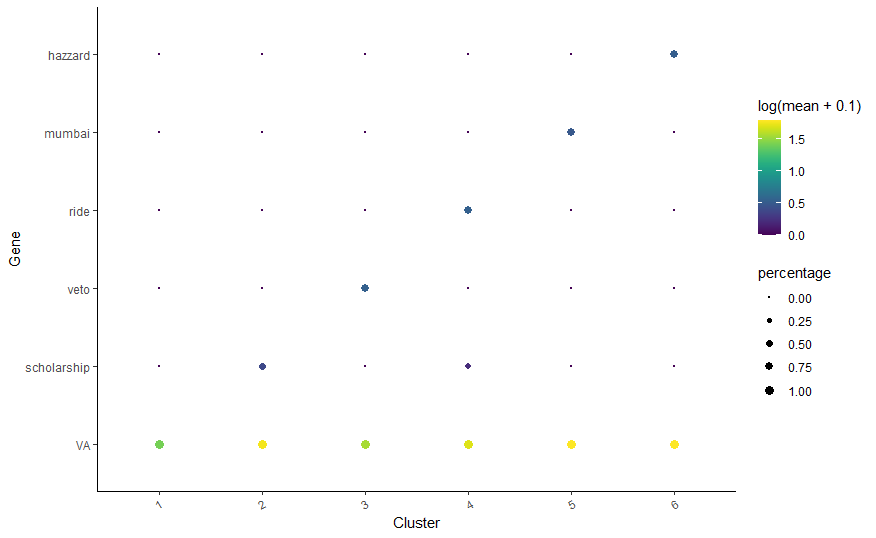 hazzard
mumbai
ride
veto
scholarship
VA
Gene
1
2
3
4
5
6
Cluster
log(mean + 0.1)
1.5
1.0
0.5
0.0
percentage
0.00
0.25
0.50
0.75
1.00